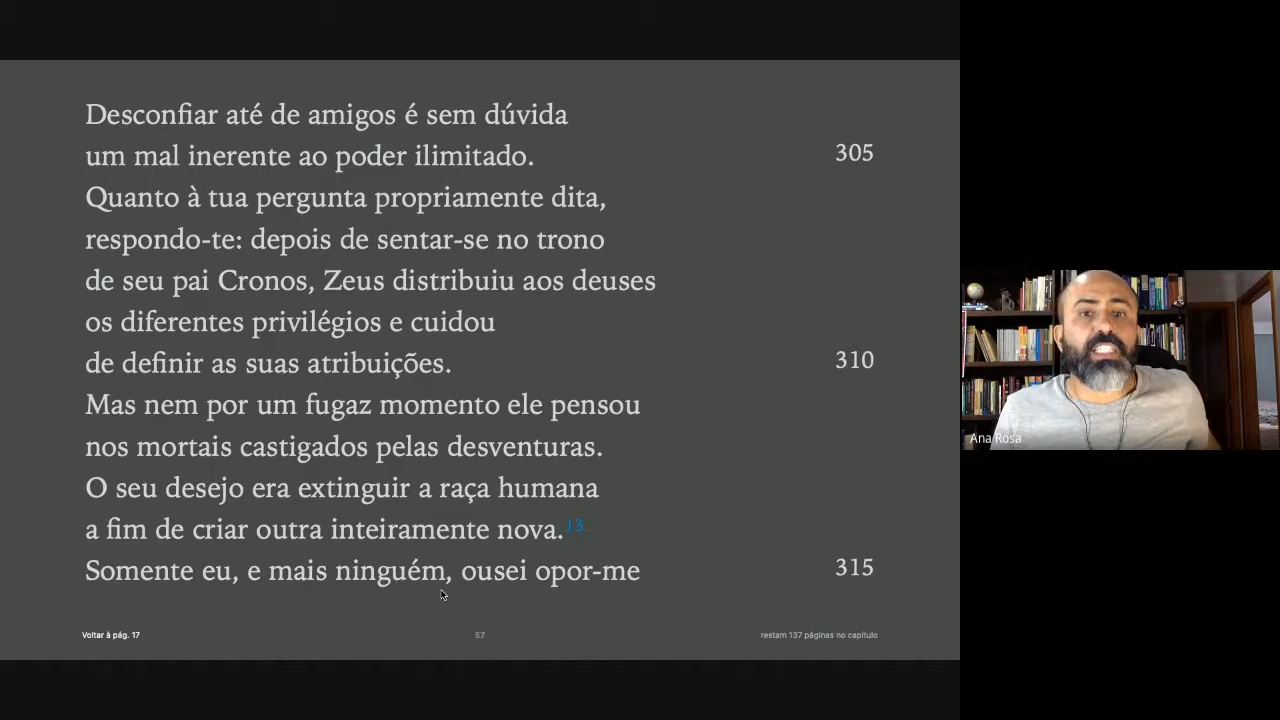 Desconfiar até de amigos é sem dúvida
um mal inerente ao poder ilimitado. 305
Quanto à tua pergunta propriamente dita,
respondo-te: depois de sentar-se no trono
de seu pai Cronos, Zeus distribuiu aos deuses
os diferentes privilégios e cuidou
de definir as suas atribuições. 310
Mas nem por um fugaz momento ele pensou
nos mortais castigados pelas desventuras.
O seu desejo era extinguir a raça humana
a fim de criar outra inteiramente nova.13
Somente eu, e mais ninguém, ousei opor-me 315
Voltar à pág. 17 57 restam 137 páginas no capítulo
Ana Rosa